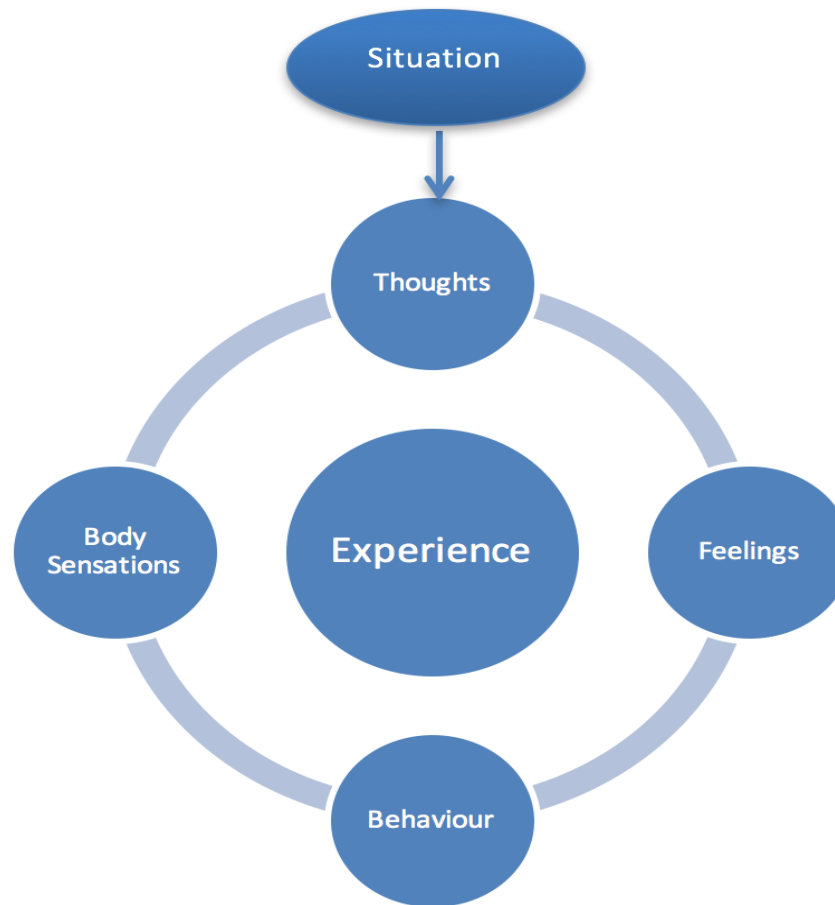 Situation
Thoughts
Body
Sensations
Experience
Feelings
Behaviour